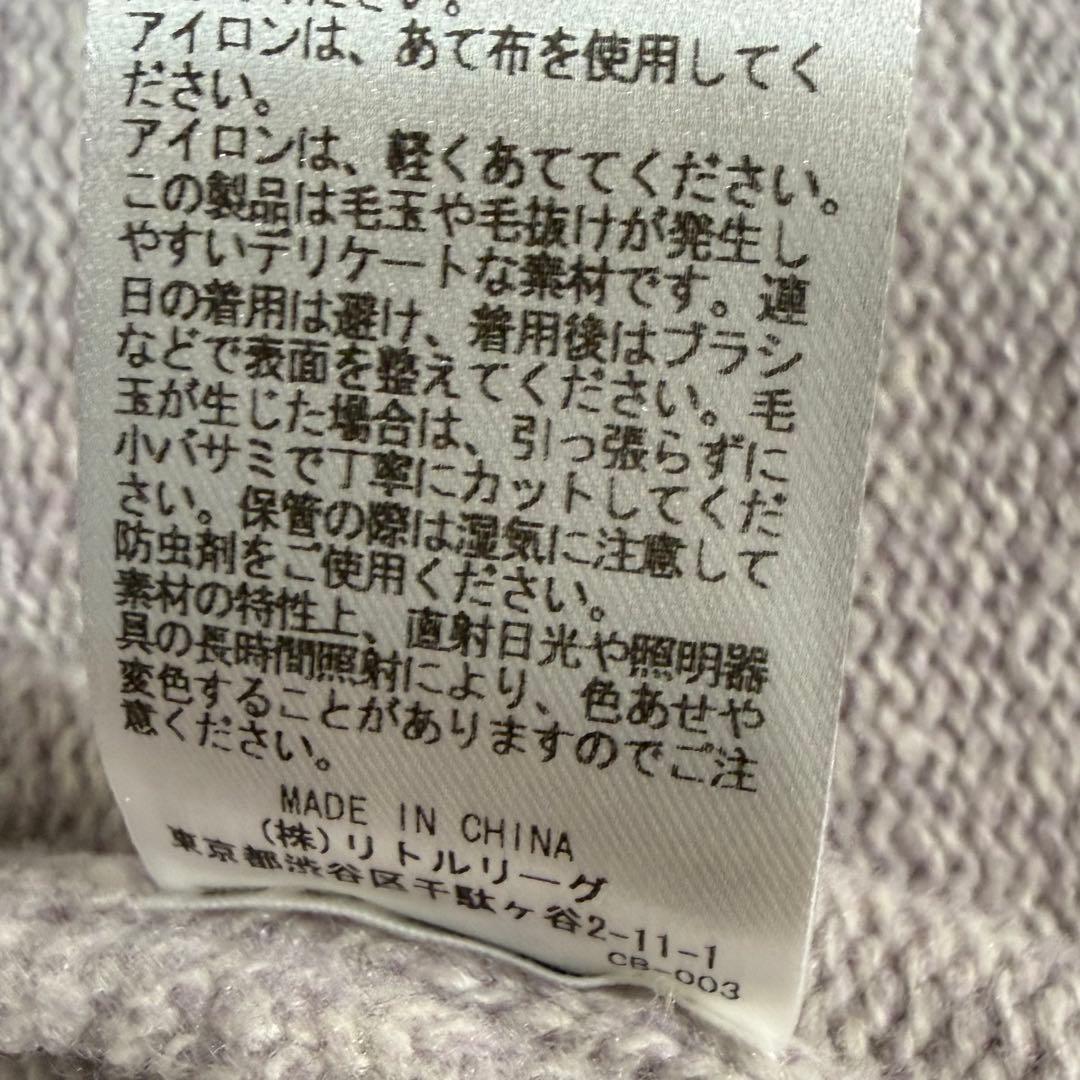 ください。
アイロンは、あて布を使用してく
ださい。
アイロンは、軽くあててください。
この製品は毛玉や毛抜けが発生し
やすいデリケートな素材です。連
日の着用は避け、着用後はブラシ
などで表面を整えてください。毛
玉が生じた場合は、引っ張らずに
小バサミで丁寧にカットしてくだ
さい。保管の際は湿気に注意して
防虫剤をご使用ください。
素材の特性上、直射日光や照明器
具の長時間照射により、色あせや
変色することがありますのでご注
意ください。
MADE IN CHINA
(株)リトルリーグ
東京都渋谷区千駄ヶ谷2-11-1
CB-003